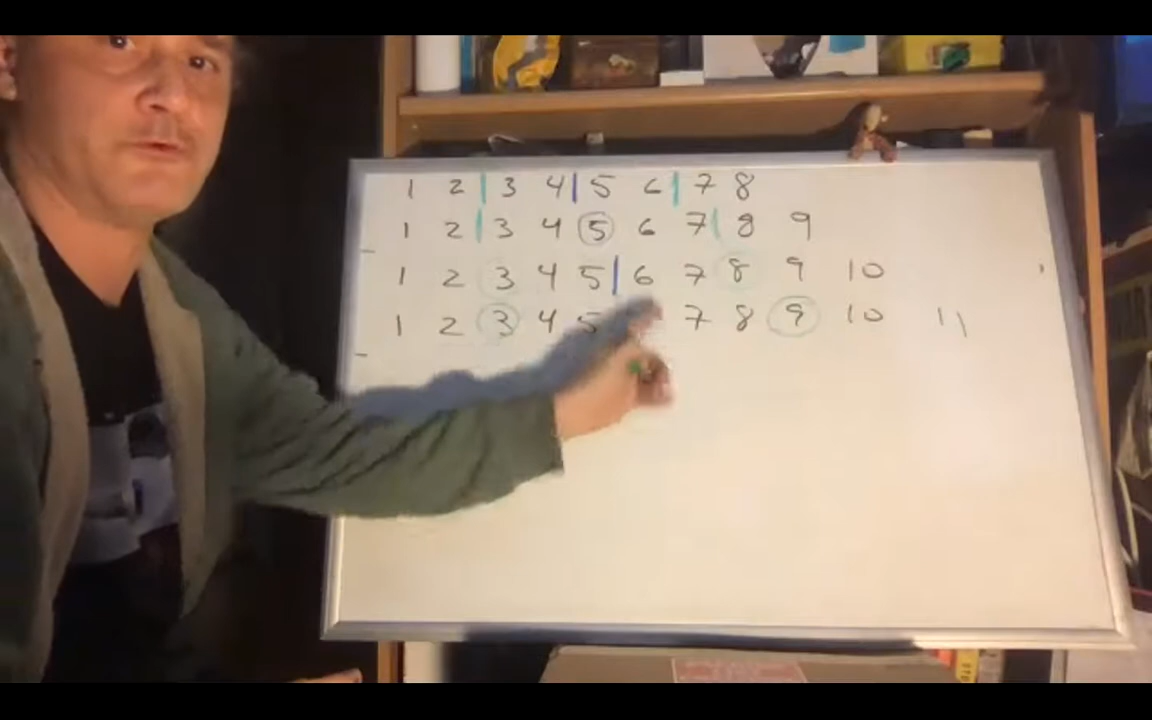 1 2 | 3 4 | 5 6 | 7 8
1 2 | 3 4 5 6 7 | 8 9
1 2 3 4 5 | 6 7 8 9 10
1 2 3 4 5 7 8 9 10 11